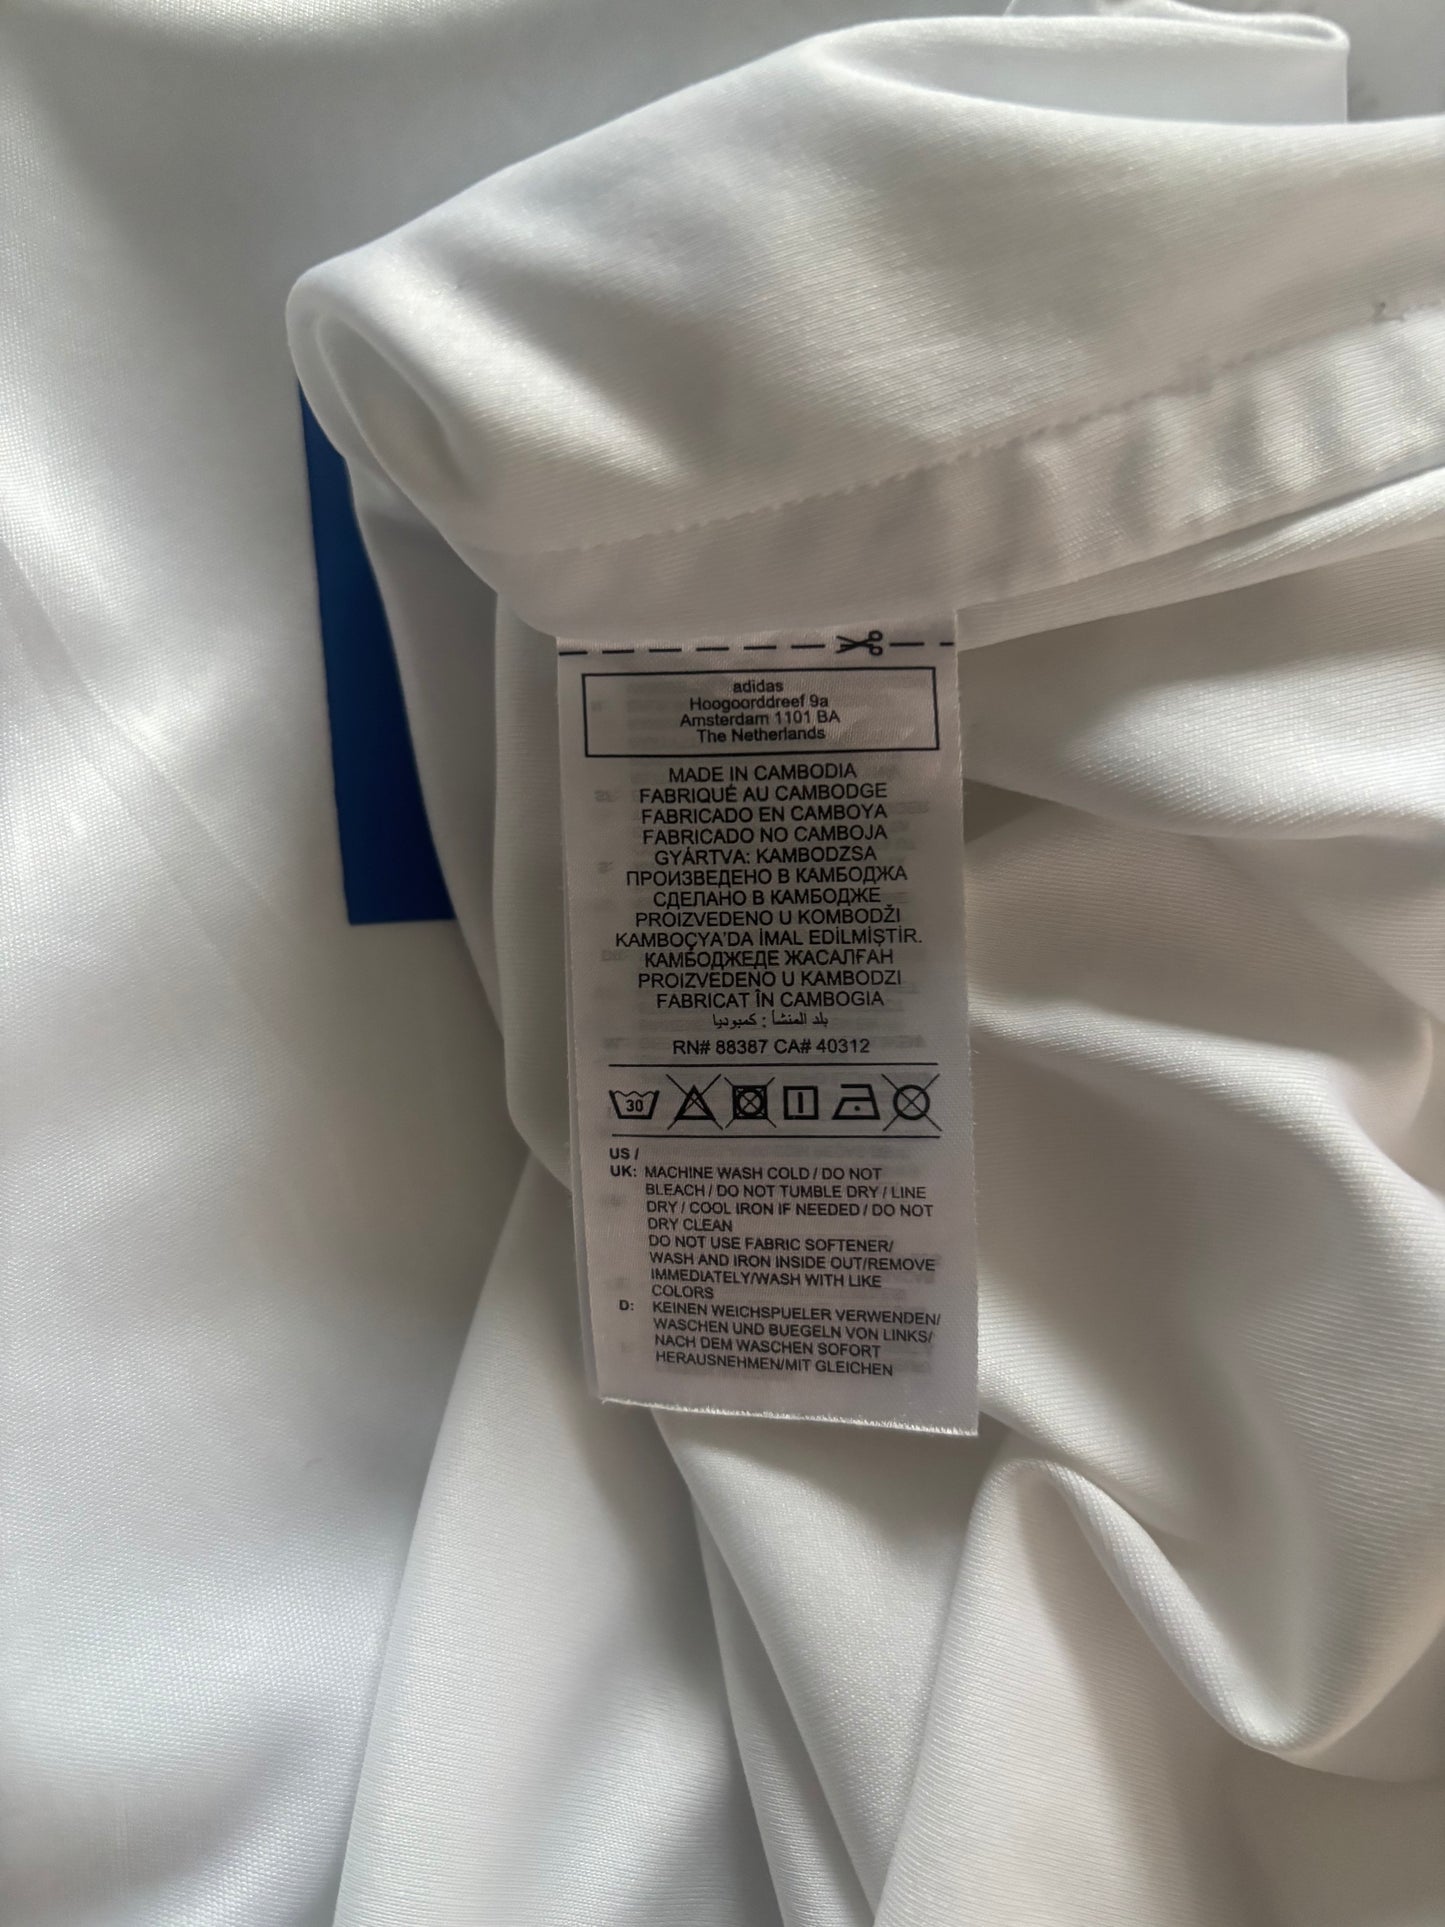 adidas
Hoogoorddreef 9a
Amsterdam 1101 BA
The Netherlands
MADE IN CAMBODIA
FABRIQUÉ AU CAMBODGE
FABRICADO EN CAMBOYA
FABRICADO NO CAMBOJA
GYÁRTVA: KAMBODZSA
ПРОИЗВЕДЕНО В КАМБОДЖА
СДЕЛАНО В КАМБОДЖЕ
PROIZVEDENO U KOMBODŽI
KAMBOÇYA'DA İMAL EDİLMİŞTİR.
КАМБОДЖЕДЕ ЖАСАЛҒАН
PROIZVEDENO U KAMBODZI
FABRICAT ÎN CAMBOGIA
بلد المنشأ : كمبوديا
RN# 88387 CA# 40312
30
US /
UK: MACHINE WASH COLD / DO NOT
BLEACH / DO NOT TUMBLE DRY / LINE
DRY / COOL IRON IF NEEDED / DO NOT
DRY CLEAN
DO NOT USE FABRIC SOFTENER/
WASH AND IRON INSIDE OUT/REMOVE
IMMEDIATELY/WASH WITH LIKE
COLORS
D: KEINEN WEICHSPUELER VERWENDEN/
WASCHEN UND BUEGELN VON LINKS/
NACH DEM WASCHEN SOFORT
HERAUSNEHMEN/MIT GLEICHEN